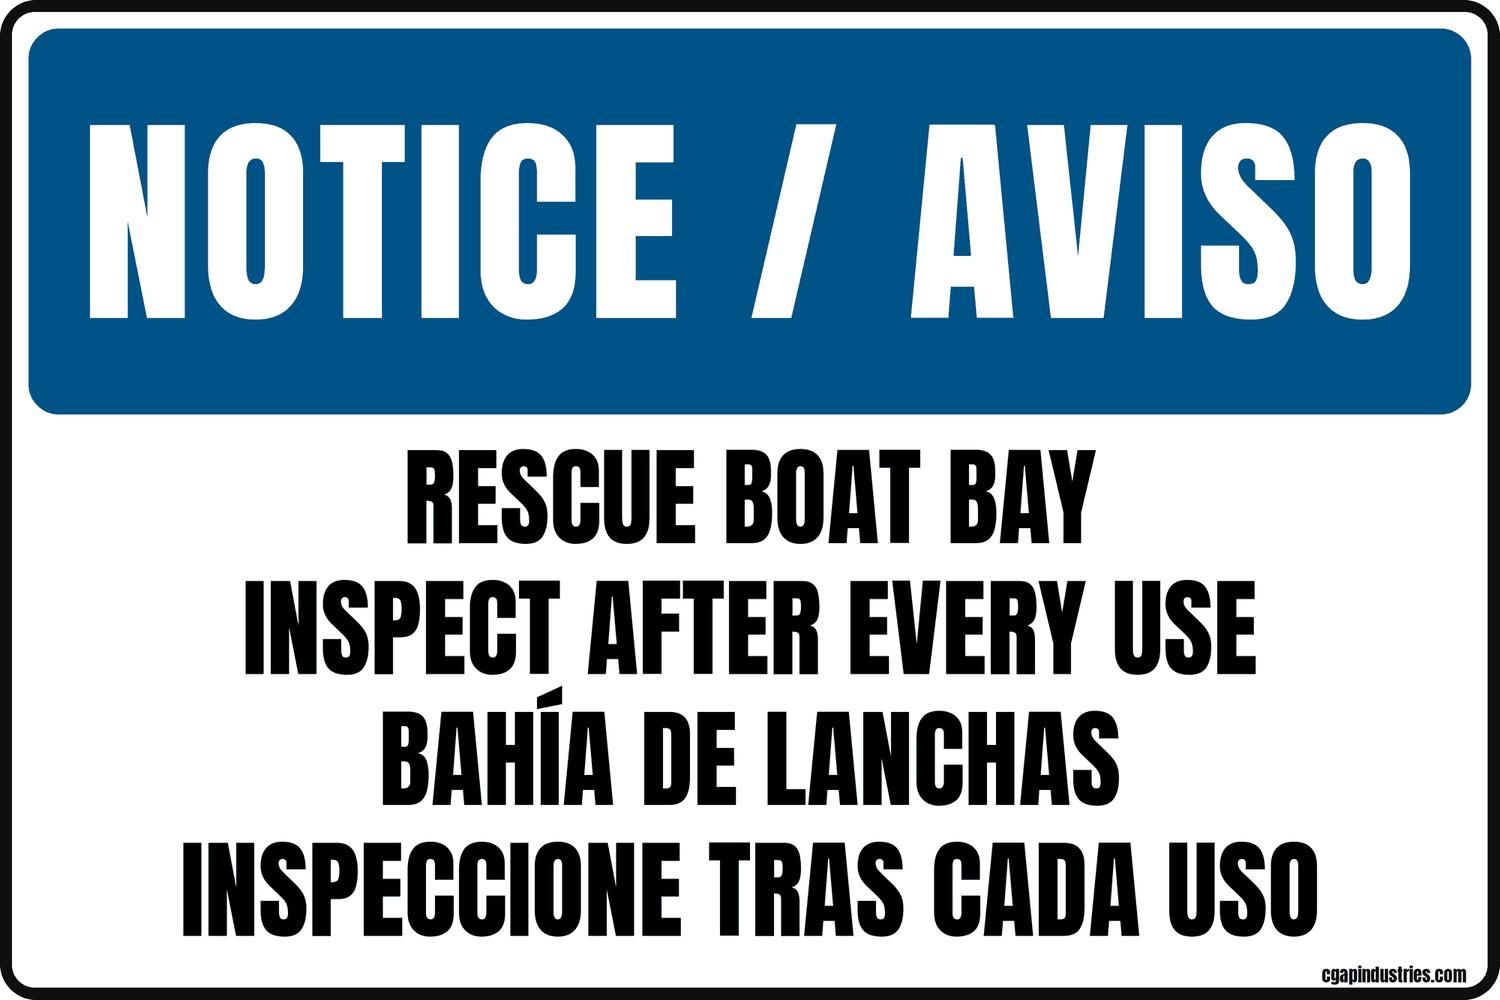 NOTICE / AVISO
RESCUE BOAT BAY
INSPECT AFTER EVERY USE
BAHÍA DE LANCHAS
INSPECCIONE TRAS CADA USO
cgapindustries.com